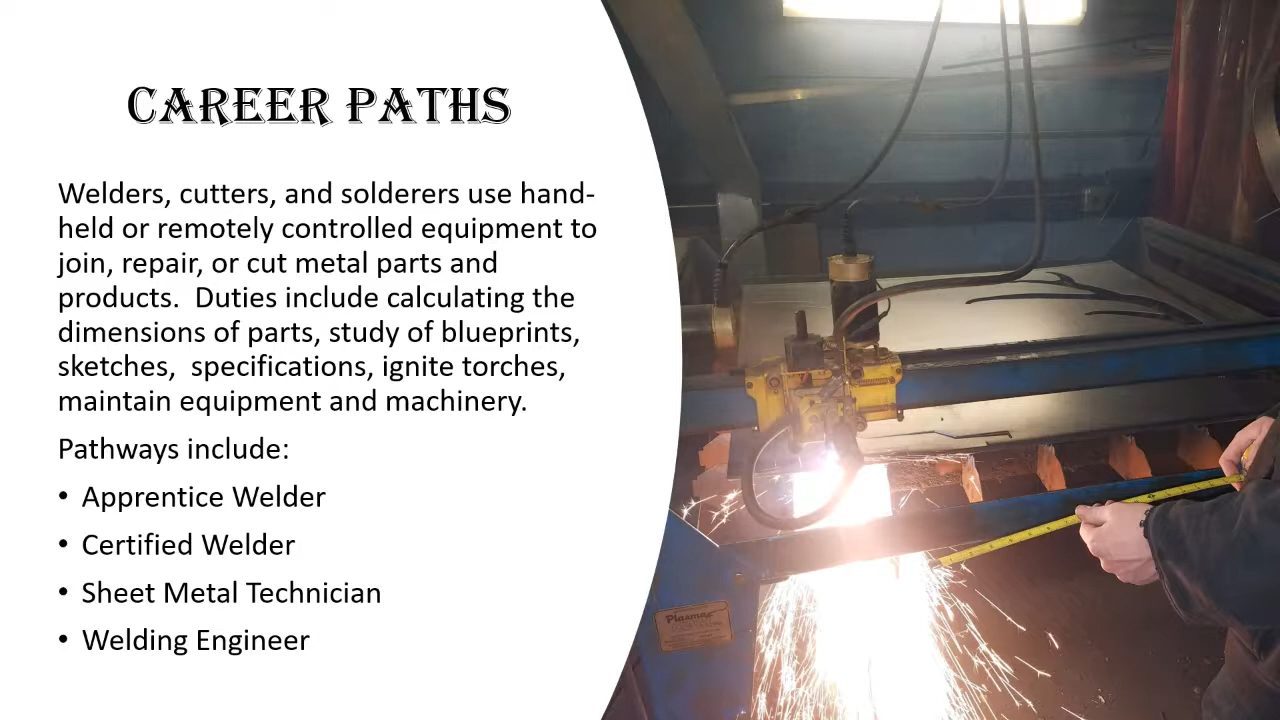 CAREER PATHS
Welders, cutters, and solderers use hand-
held or remotely controlled equipment to
join, repair, or cut metal parts and
products.  Duties include calculating the
dimensions of parts, study of blueprints,
sketches,  specifications, ignite torches,
maintain equipment and machinery.
Pathways include:
• Apprentice Welder
• Certified Welder
• Sheet Metal Technician
• Welding Engineer